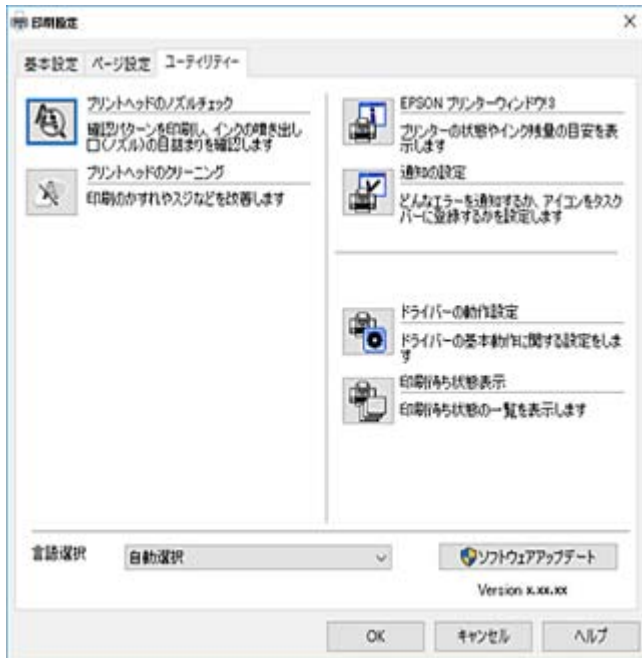 印刷設定
基本設定 ページ設定 ユーティリティー
プリントヘッドのノズルチェック
確認パターンを印刷し、インクの噴き出し
口(ノズル)の目詰まりを確認します
プリントヘッドのクリーニング
印刷のかすれやスジなどを改善します
EPSON プリンターウィンドウ!3
プリンターの状態やインク残量の目安を表
示します
通知の設定
どんなエラーを通知するか、アイコンをタスク
バーに登録するかを設定します
ドライバーの動作設定
ドライバーの基本動作に関する設定をしま
す
印刷待ち状態表示
印刷待ち状態の一覧を表示します
言語選択 自動選択
ソフトウェアアップデート
Version x.xx.xx
OK キャンセル ヘルプ